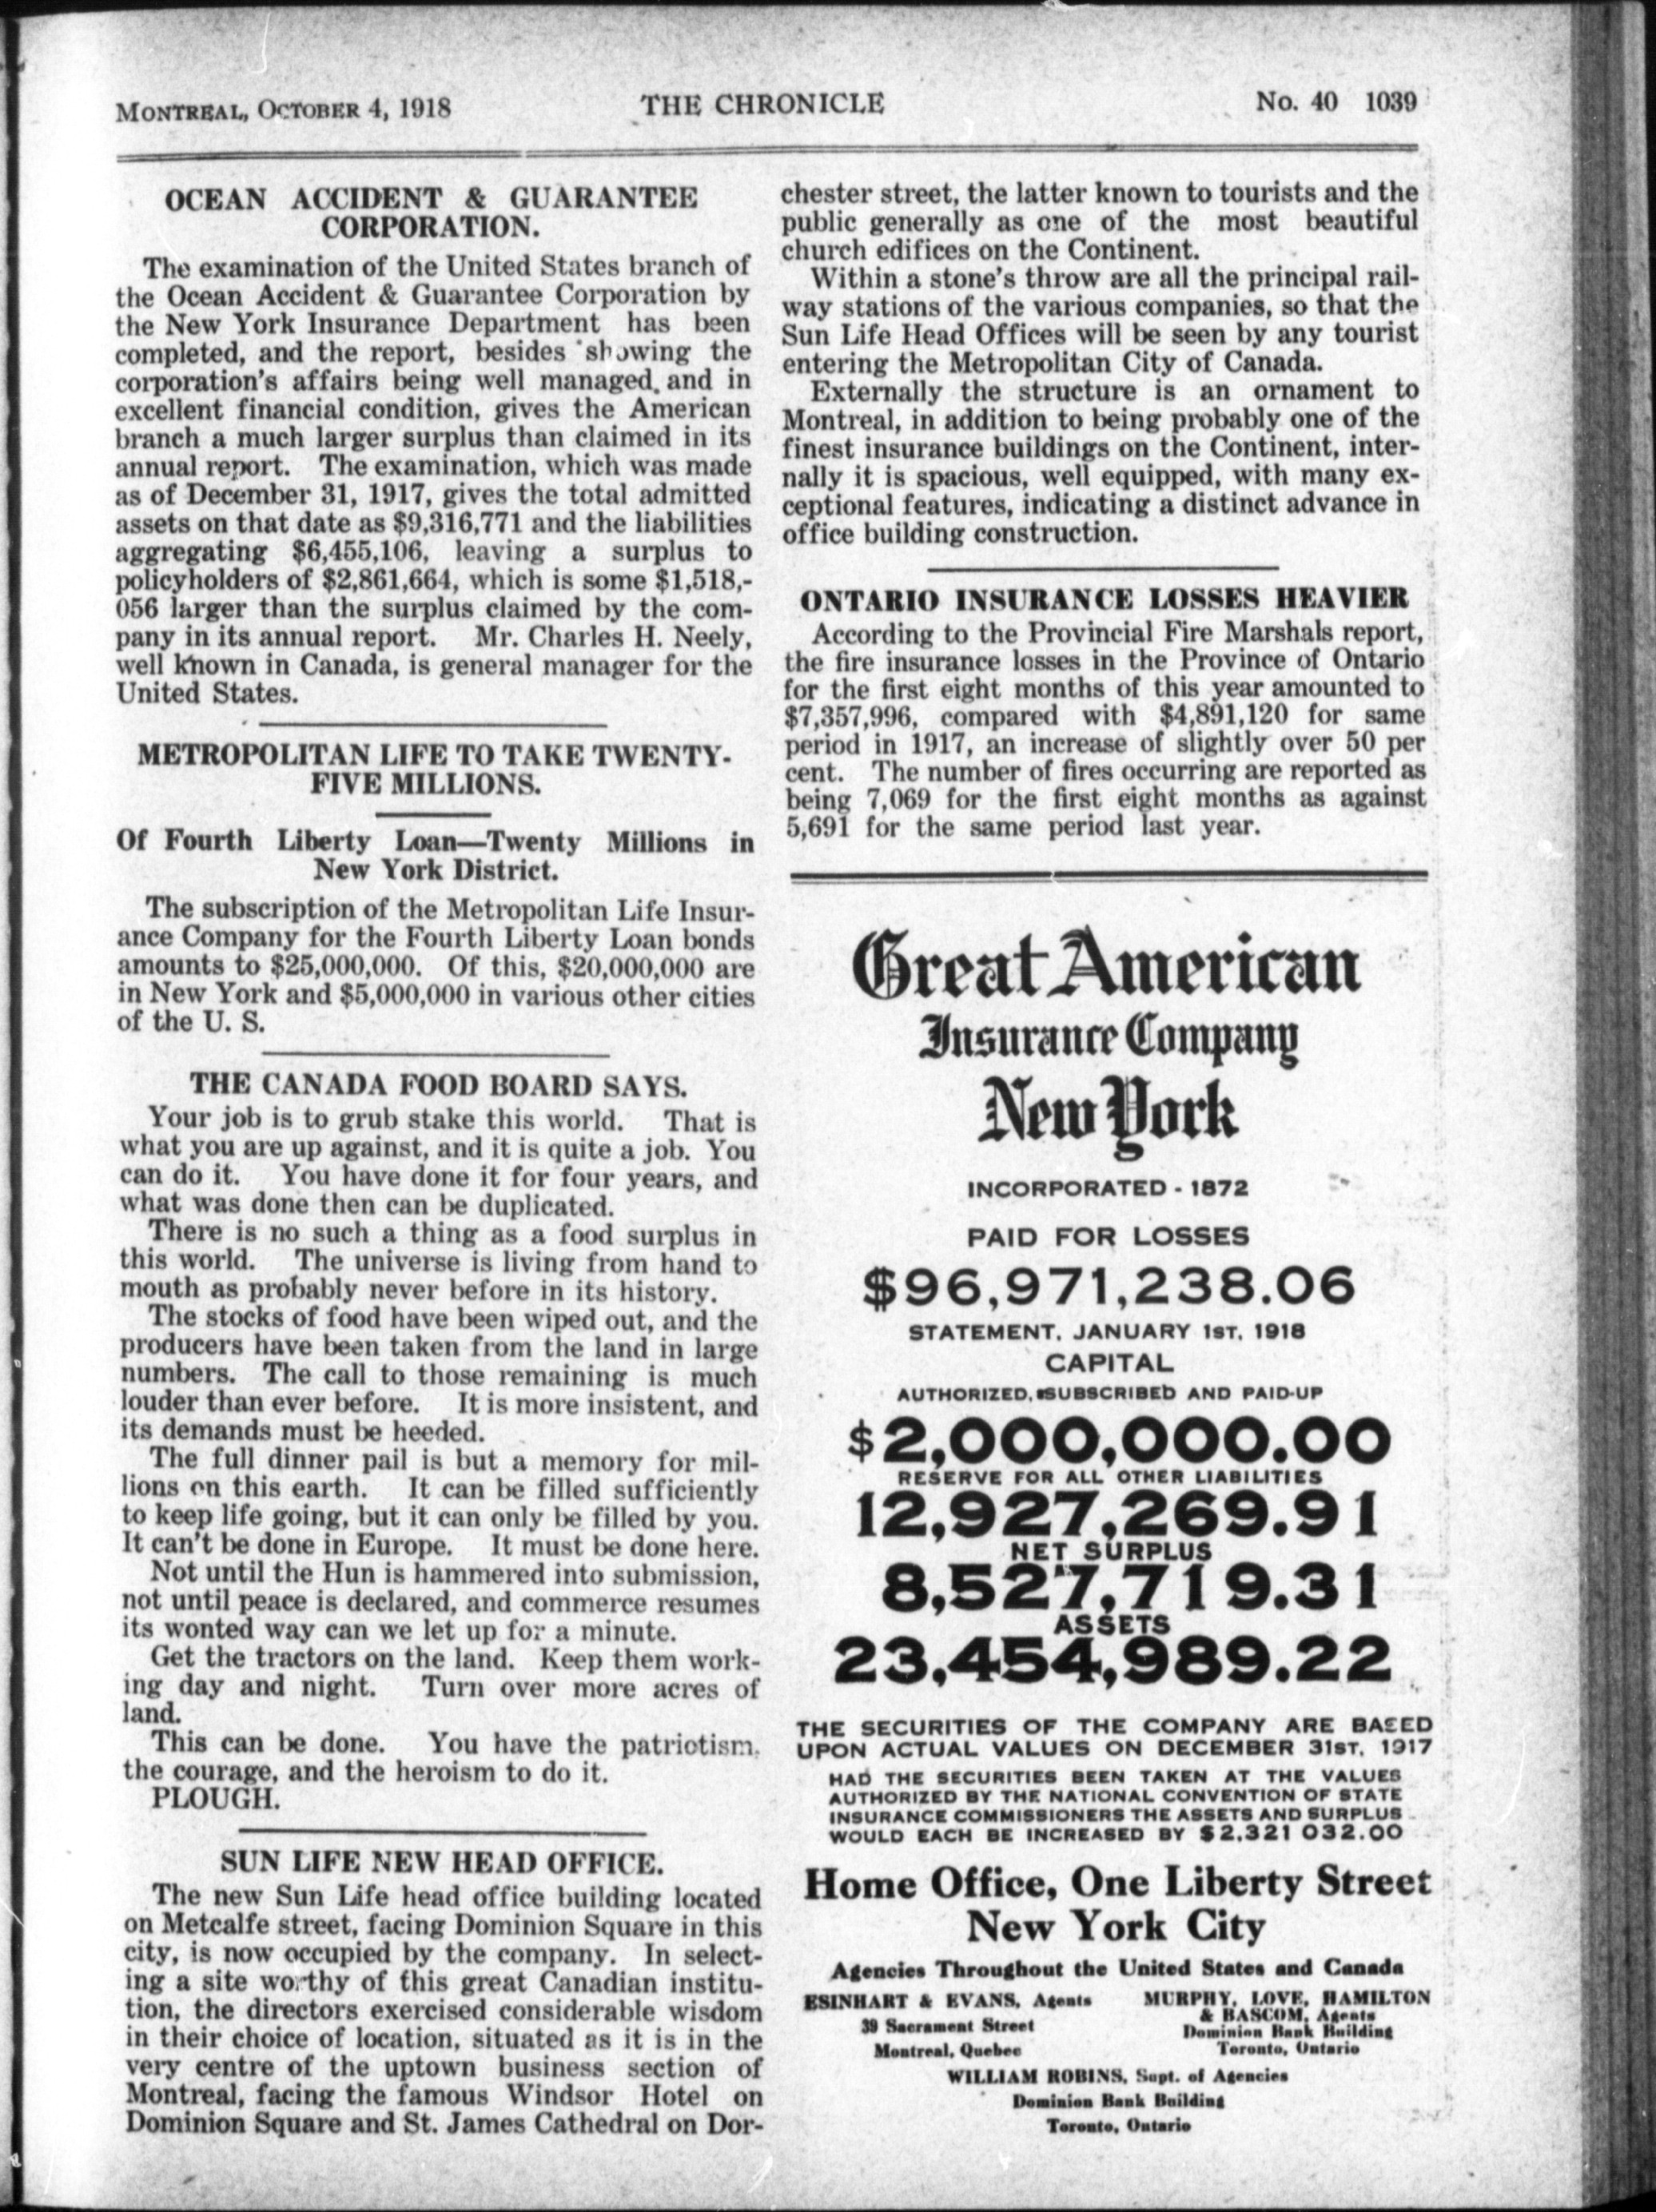 MONTREAL, OCTOBER 4, 1918 THE CHRONICLE No. 40 1039
OCEAN ACCIDENT & GUARANTEE
CORPORATION.
The examination of the United States branch of
the Ocean Accident & Guarantee Corporation by
the New York Insurance Department has been
completed, and the report, besides showing the
corporation's affairs being well managed, and in
excellent financial condition, gives the American
branch a much larger surplus than claimed in its
annual report. The examination, which was made
as of December 31, 1917, gives the total admitted
assets on that date as $9,316,771 and the liabilities
aggregating $6,455,106, leaving a surplus to
policyholders of $2,861,664, which is some $1,518,-
056 larger than the surplus claimed by the com-
pany in its annual report. Mr. Charles H. Neely,
well known in Canada, is general manager for the
United States.
METROPOLITAN LIFE TO TAKE TWENTY-
FIVE MILLIONS.
Of Fourth Liberty Loan—Twenty Millions in
New York District.
The subscription of the Metropolitan Life Insur-
ance Company for the Fourth Liberty Loan bonds
amounts to $25,000,000. Of this, $20,000,000 are
in New York and $5,000,000 in various other cities
of the U. S.
THE CANADA FOOD BOARD SAYS.
Your job is to grub stake this world. That is
what you are up against, and it is quite a job. You
can do it. You have done it for four years, and
what was done then can be duplicated.
There is no such a thing as a food surplus in
this world. The universe is living from hand to
mouth as probably never before in its history.
The stocks of food have been wiped out, and the
producers have been taken from the land in large
numbers. The call to those remaining is much
louder than ever before. It is more insistent, and
its demands must be heeded.
The full dinner pail is but a memory for mil-
lions on this earth. It can be filled sufficiently
to keep life going, but it can only be filled by you.
It can't be done in Europe. It must be done here.
Not until the Hun is hammered into submission,
not until peace is declared, and commerce resumes
its wonted way can we let up for a minute.
Get the tractors on the land. Keep them work-
ing day and night. Turn over more acres of
land.
This can be done. You have the patriotism,
the courage, and the heroism to do it.
PLOUGH.
SUN LIFE NEW HEAD OFFICE.
The new Sun Life head office building located
on Metcalfe street, facing Dominion Square in this
city, is now occupied by the company. In select-
ing a site worthy of this great Canadian institu-
tion, the directors exercised considerable wisdom
in their choice of location, situated as it is in the
very centre of the uptown business section of
Montreal, facing the famous Windsor Hotel on
Dominion Square and St. James Cathedral on Dor-
chester street, the latter known to tourists and the
public generally as one of the most beautiful
church edifices on the Continent.
Within a stone's throw are all the principal rail-
way stations of the various companies, so that the
Sun Life Head Offices will be seen by any tourist
entering the Metropolitan City of Canada.
Externally the structure is an ornament to
Montreal, in addition to being probably one of the
finest insurance buildings on the Continent, inter-
nally it is spacious, well equipped, with many ex-
ceptional features, indicating a distinct advance in
office building construction.
ONTARIO INSURANCE LOSSES HEAVIER
According to the Provincial Fire Marshals report,
the fire insurance losses in the Province of Ontario
for the first eight months of this year amounted to
$7,357,996, compared with $4,891,120 for same
period in 1917, an increase of slightly over 50 per
cent. The number of fires occurring are reported as
being 7,069 for the first eight months as against
5,691 for the same period last year.
Great American
Insurance Company
New York
INCORPORATED - 1872
PAID FOR LOSSES
$96,971,238.06
STATEMENT, JANUARY 1ST, 1918
CAPITAL
AUTHORIZED, SUBSCRIBED AND PAID-UP
$2,000,000.00
RESERVE FOR ALL OTHER LIABILITIES
12,927,269.91
NET SURPLUS
8,527,719.31
ASSETS
23,454,989.22
THE SECURITIES OF THE COMPANY ARE BASED
UPON ACTUAL VALUES ON DECEMBER 31ST, 1917
HAD THE SECURITIES BEEN TAKEN AT THE VALUES
AUTHORIZED BY THE NATIONAL CONVENTION OF STATE
INSURANCE COMMISSIONERS THE ASSETS AND SURPLUS
WOULD EACH BE INCREASED BY $2,321 032.00
Home Office, One Liberty Street
New York City
Agencies Throughout the United States and Canada
ESINHART & EVANS, Agents
39 Sacrament Street
Montreal, Quebec
MURPHY, LOVE, HAMILTON
& BASCOM, Agents
Dominion Bank Building
Toronto, Ontario
WILLIAM ROBINS, Supt. of Agencies
Dominion Bank Building
Toronto, Ontario